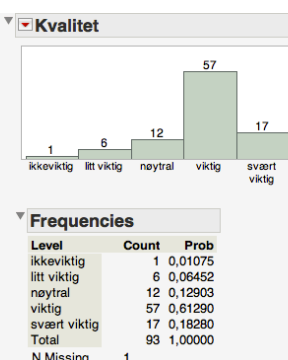 Kvalitet
57
17
12
6
1
ikkeviktig litt viktig nøytral viktig svært
viktig
Frequencies
Level Count Prob
ikkeviktig 1 0,01075
litt viktig 6 0,06452
nøytral 12 0,12903
viktig 57 0,61290
svært viktig 17 0,18280
Total 93 1,00000
N Missing 1